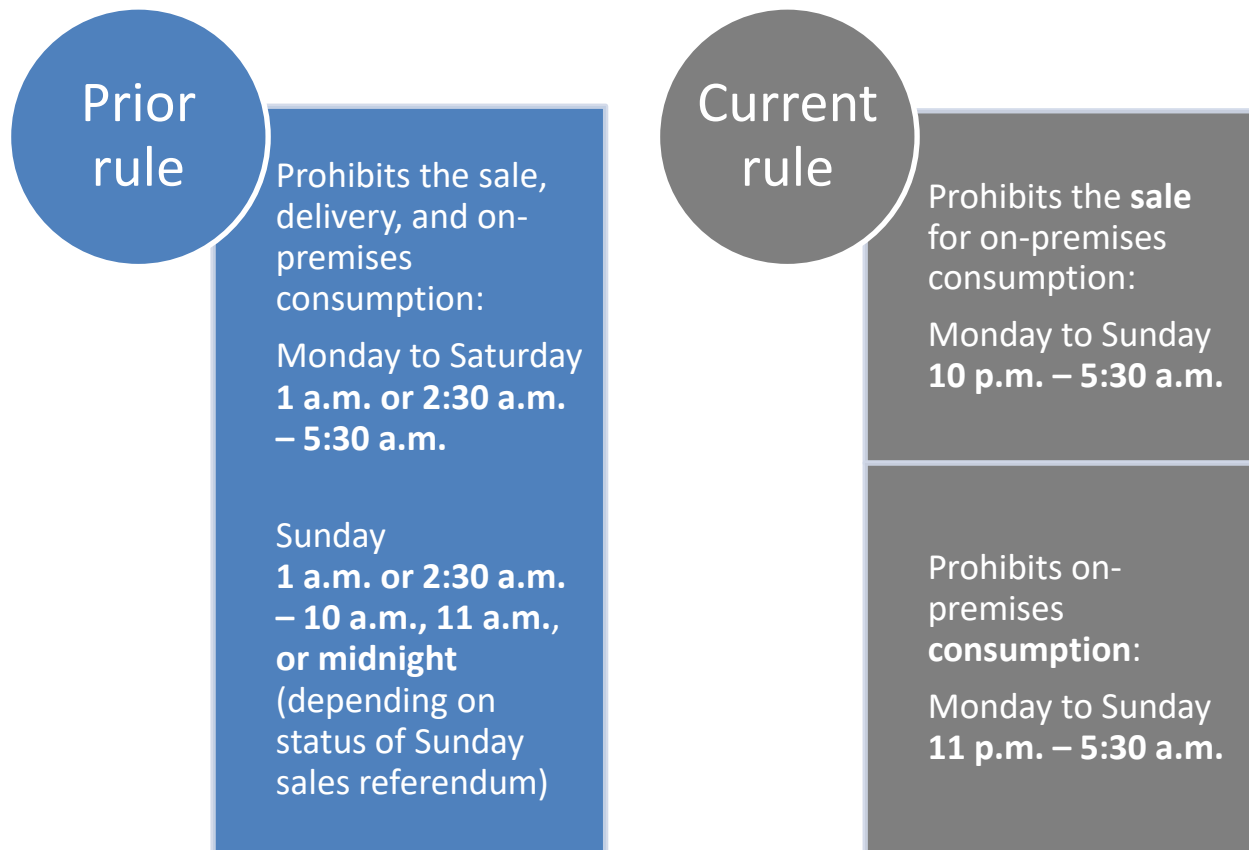 Prior
rule
Prohibits the sale,
delivery, and on-
premises
consumption:
Monday to Saturday
1 a.m. or 2:30 a.m.
– 5:30 a.m.
Sunday
1 a.m. or 2:30 a.m.
– 10 a.m., 11 a.m.,
or midnight
(depending on
status of Sunday
sales referendum)
Current
rule
Prohibits the sale
for on-premises
consumption:
Monday to Sunday
10 p.m. – 5:30 a.m.
Prohibits on-
premises
consumption:
Monday to Sunday
11 p.m. – 5:30 a.m.